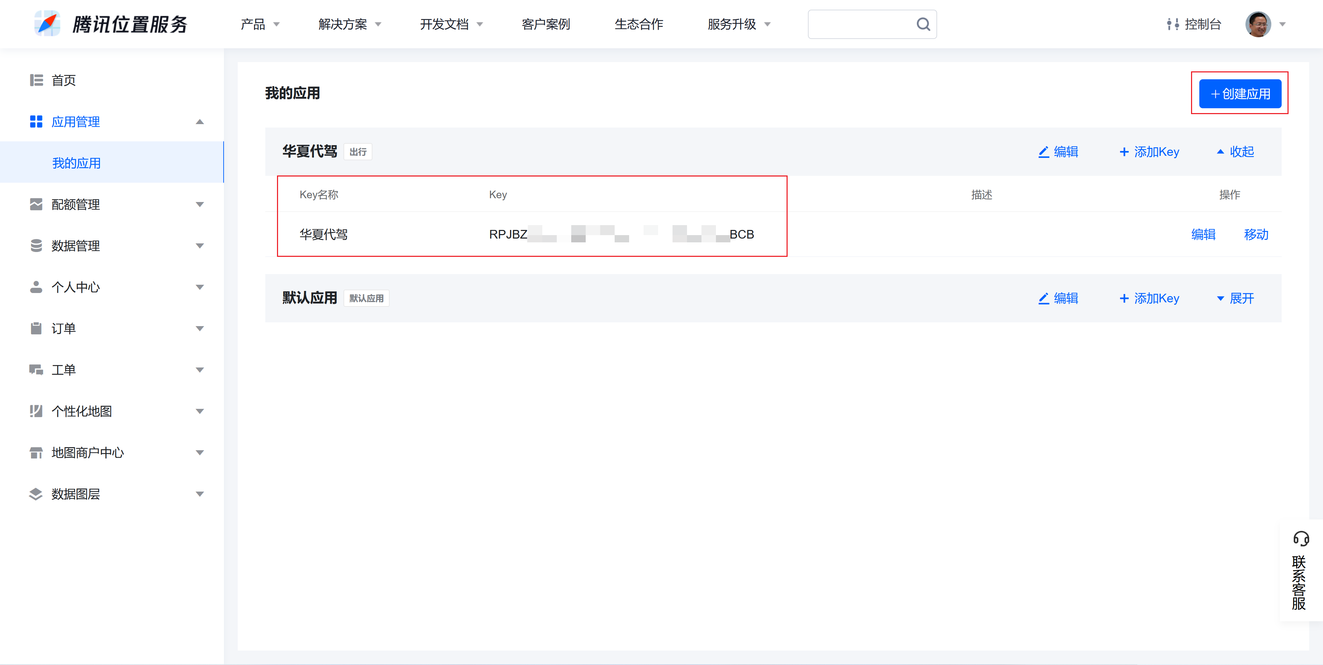 腾讯位置服务
产品 解决方案 开发文档 客户案例 生态合作 服务升级 控制台
首页
应用管理
我的应用
配额管理
数据管理
个人中心
订单
工单
个性化地图
地图商户中心
数据图层
我的应用
+创建应用
华夏代驾 出行 编辑 + 添加Key 收起
Key名称 Key 描述 操作
华夏代驾 RPJBZ BCB 编辑 移动
默认应用 默认应用 编辑 + 添加Key 展开
联系客服